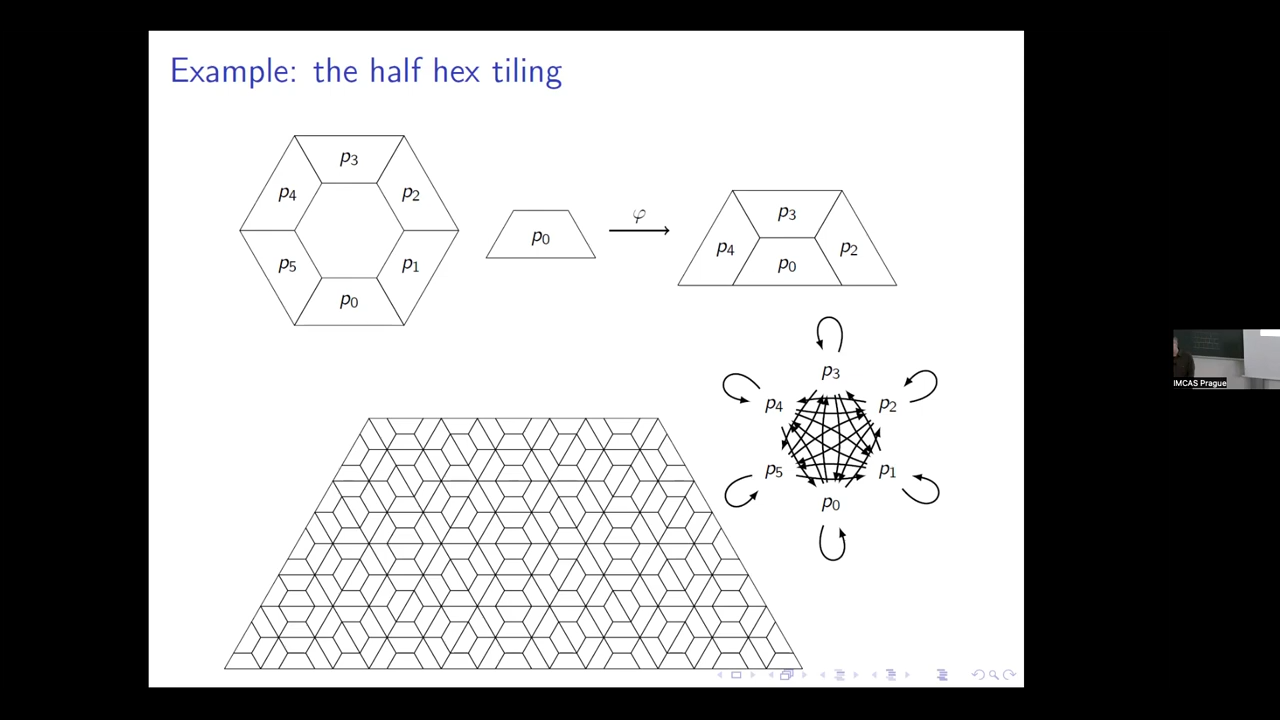 Example: the half hex tiling
p3
p4
p2
p5
p1
p0
p0
φ
p3
p4
p2
p0
p3
p4
p2
p5
p1
p0
IMCAS Prague